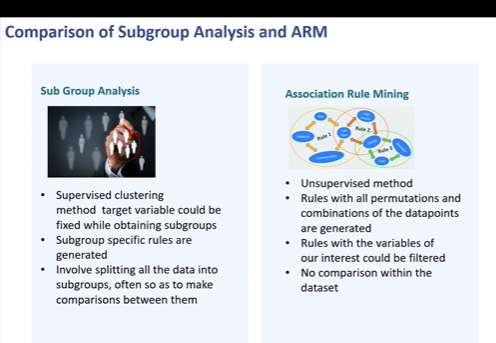 Comparison of Subgroup Analysis and ARM
Sub Group Analysis
• Supervised clustering
method target variable could be
fixed while obtaining subgroups
• Subgroup specific rules are
generated
• Involve splitting all the data into
subgroups, often so as to make
comparisons between them
Association Rule Mining
Rule 1
Rule 2
Rule 3
• Unsupervised method
• Rules with all permutations and
combinations of the datapoints
are generated
• Rules with the variables of
our interest could be filtered
• No comparison within the
dataset